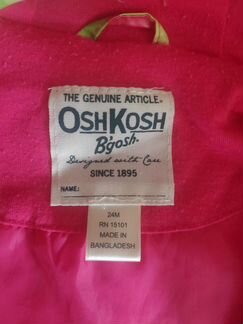 THE GENUINE ARTICLE.
OSHKOSH
B'gosh.
Designed with Care
SINCE 1895
NAME:
24M
RN 15101
MADE IN
BANGLADESH